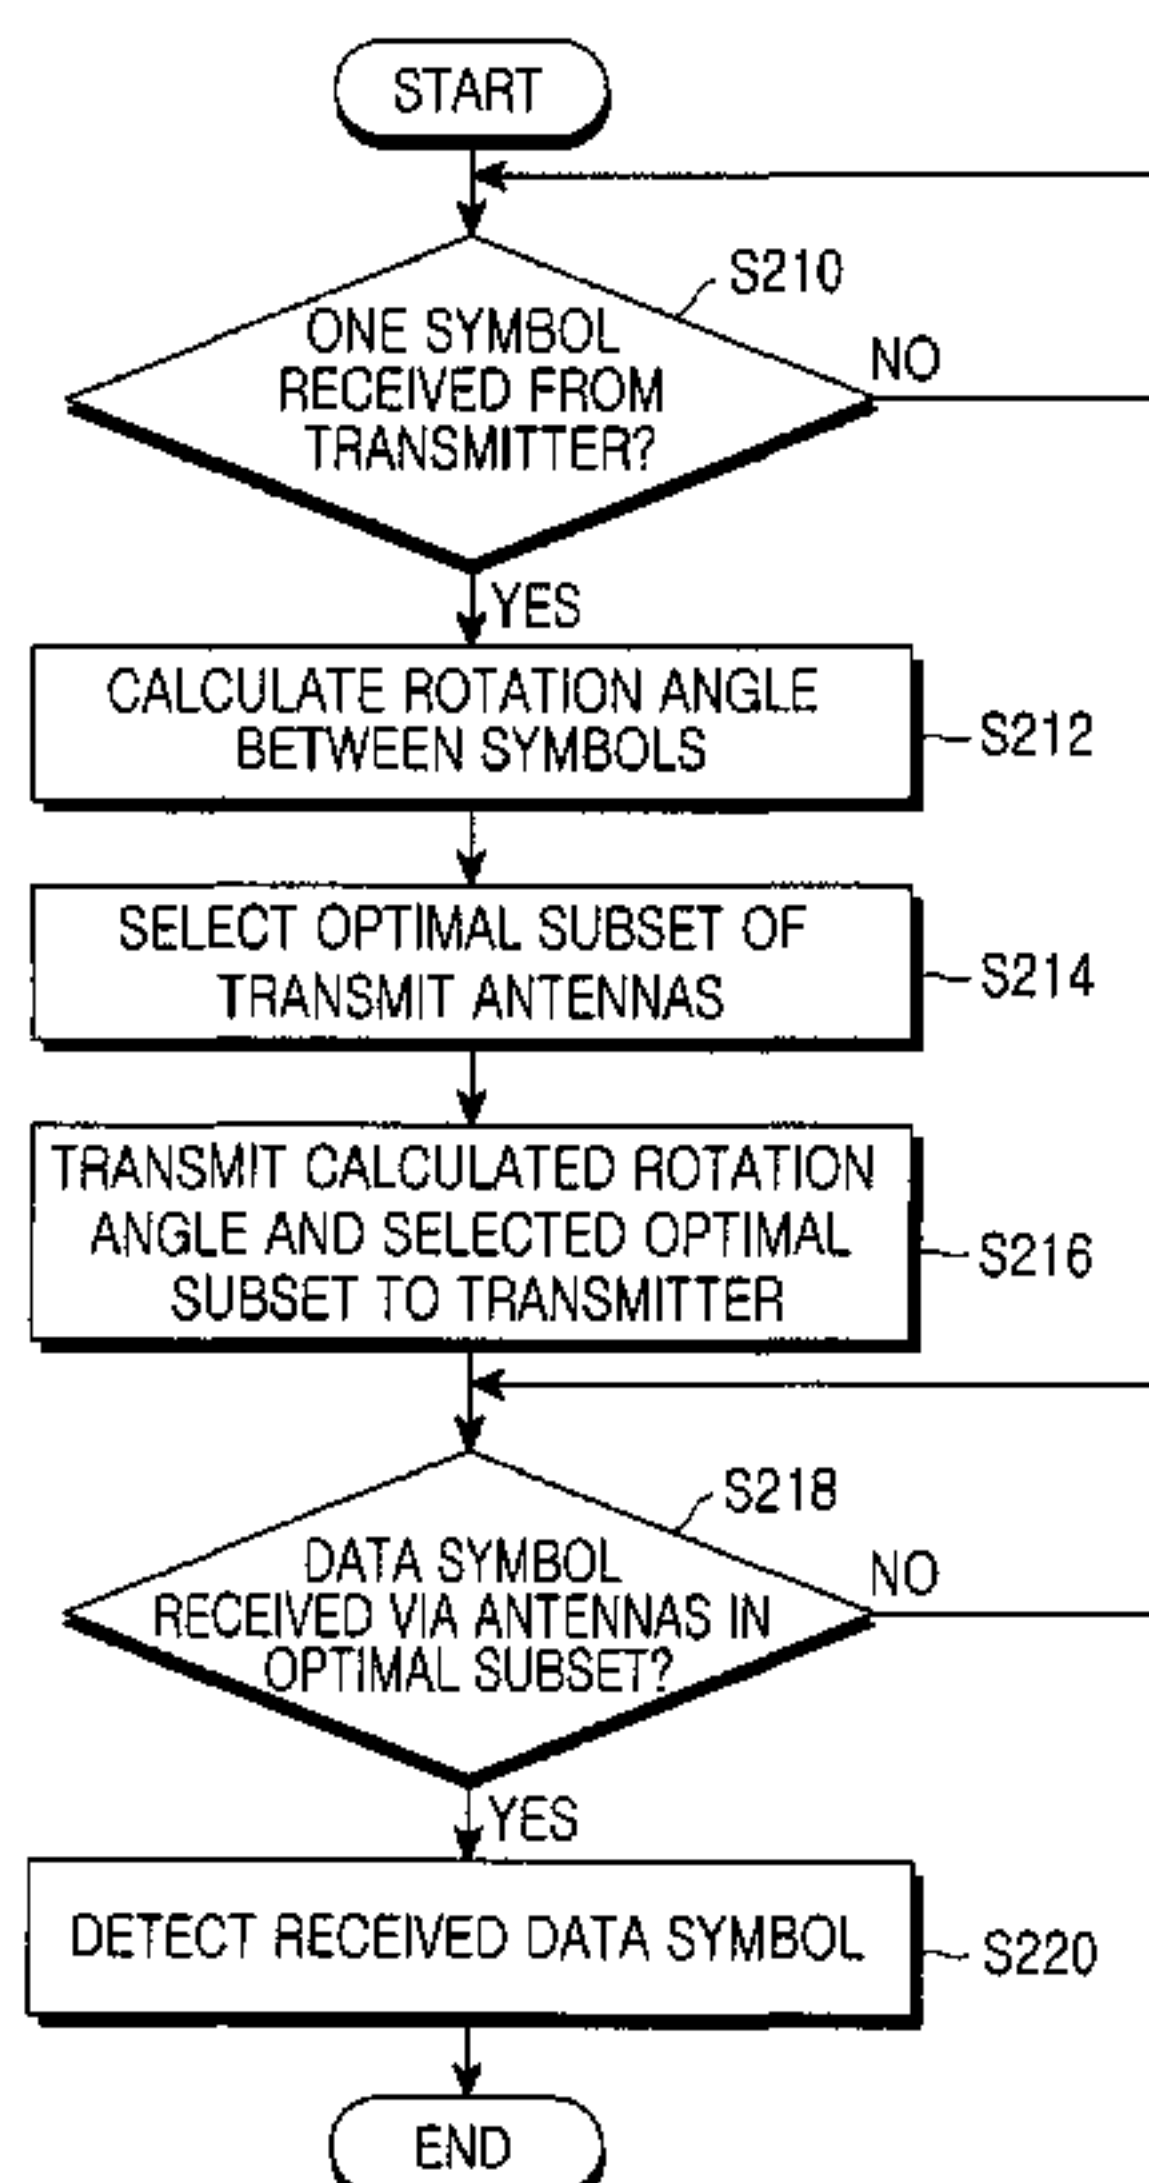 START
S210
ONE SYMBOL
RECEIVED FROM
TRANSMITTER?
NO
YES
CALCULATE ROTATION ANGLE
BETWEEN SYMBOLS
S212
SELECT OPTIMAL SUBSET OF
TRANSMIT ANTENNAS
S214
TRANSMIT CALCULATED ROTATION
ANGLE AND SELECTED OPTIMAL
SUBSET TO TRANSMITTER
S216
S218
DATA SYMBOL
RECEIVED VIA ANTENNAS IN
OPTIMAL SUBSET?
NO
YES
DETECT RECEIVED DATA SYMBOL
S220
END